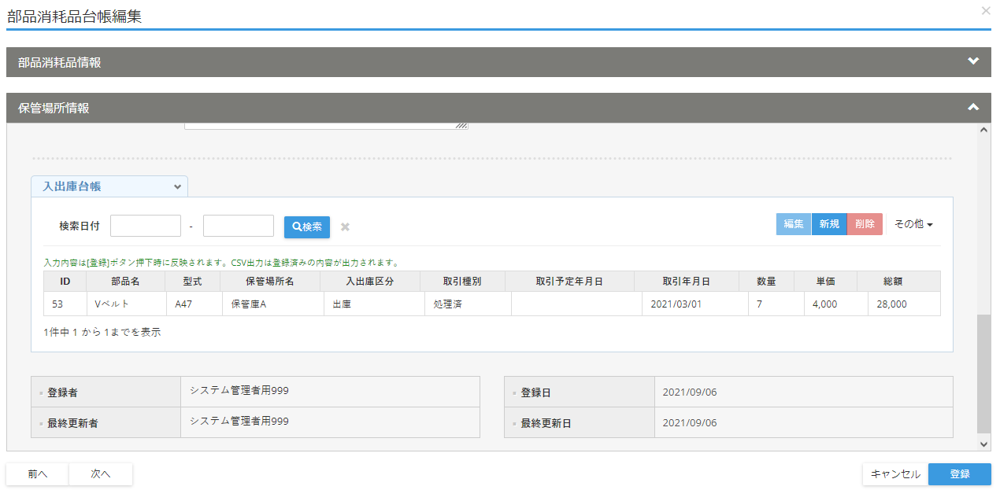 部品消耗品台帳編集
部品消耗品情報
保管場所情報
入出庫台帳
検索日付 - 検索 編集 新規 削除 その他
入力内容は[登録]ボタン押下時に反映されます。CSV出力は登録済みの内容が出力されます。
ID 部品名 型式 保管場所名 入出庫区分 取引種別 取引予定年月日 取引年月日 数量 単価 総額
53 Vベルト A47 保管庫A 出庫 処理済 2021/03/01 7 4,000 28,000
1件中 1 から 1までを表示
登録者 システム管理者用999 登録日 2021/09/06
最終更新者 システム管理者用999 最終更新日 2021/09/06
前へ 次へ キャンセル 登録